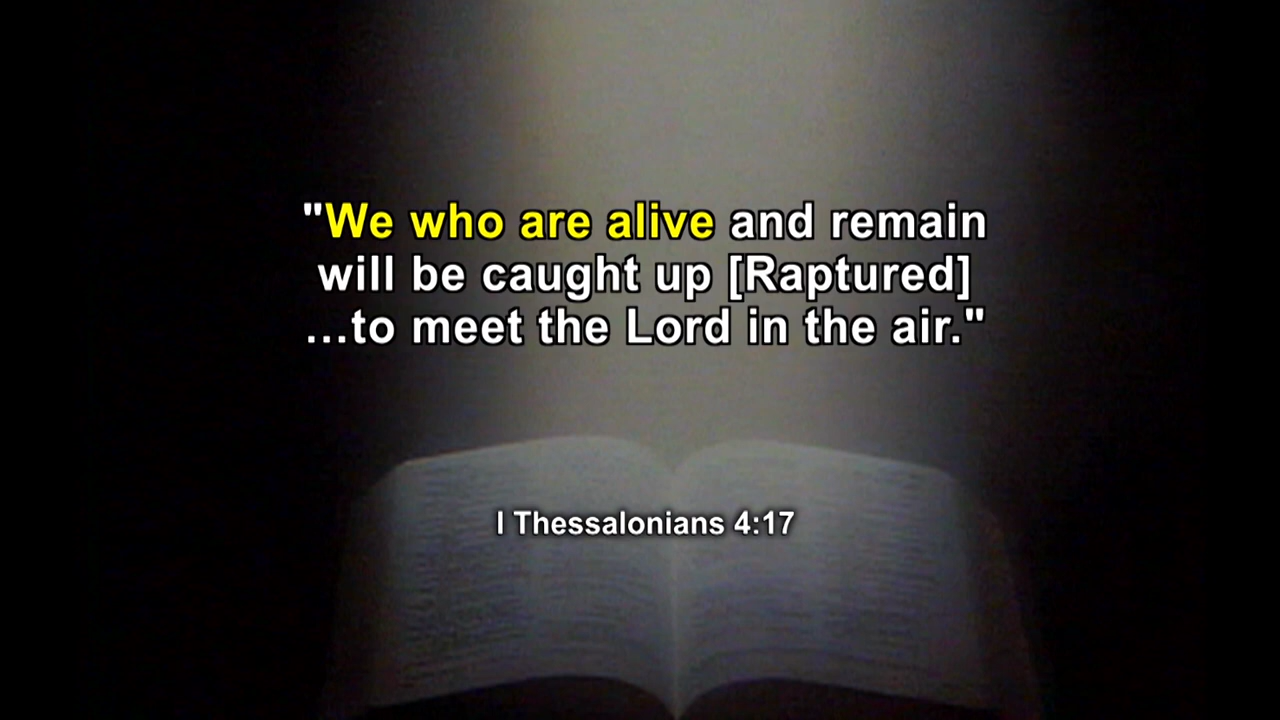 "We who are alive and remain
will be caught up [Raptured]
...to meet the Lord in the air."
I Thessalonians 4:17